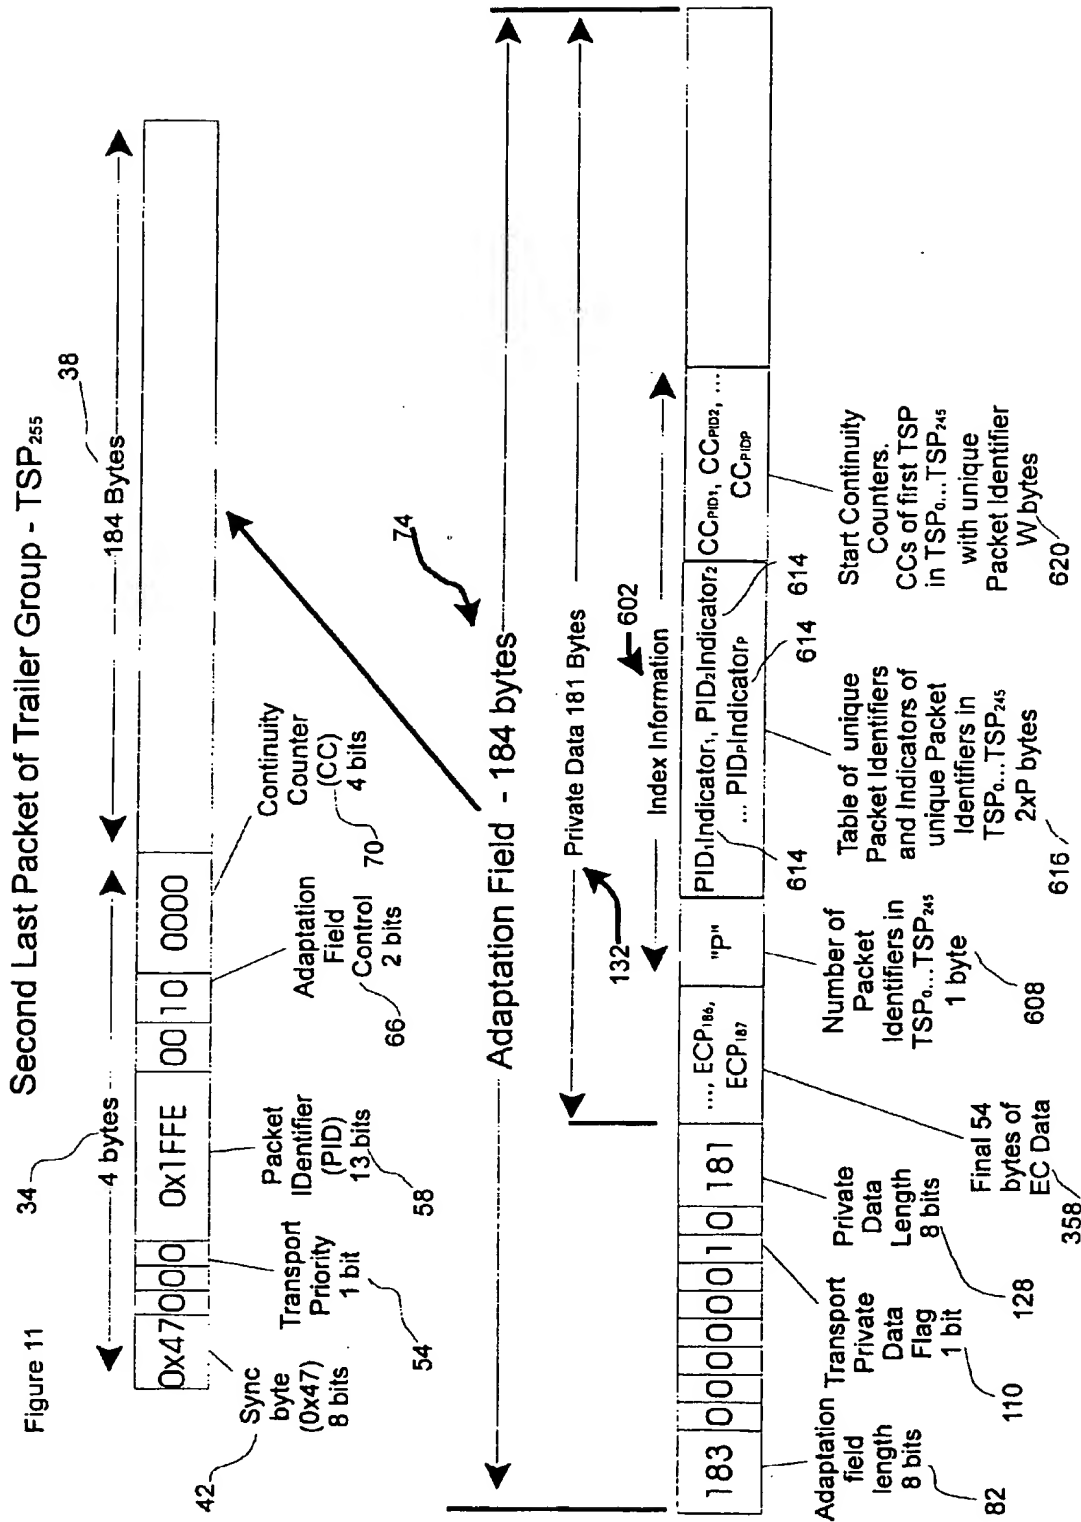 Figure 11
Second Last Packet of Trailer Group - TSP255
34
4 bytes
184 Bytes
38
0x47
0
0
0
0x1FFE
00
10
0000
Sync
byte
(0x47)
8 bits
42
Transport
Priority
1 bit
54
Packet
IDentifier
(PID)
13 bits
58
Adaptation
Field
Control
2 bits
66
Continuity
Counter
(CC)
4 bits
70
74
Adaptation Field - 184 bytes
Private Data 181 Bytes
132
Index Information
602
183
0
0
0
0
0
0
1
0
181
..., ECP186,
ECP187
"P"
PID1Indicator1, PID2Indicator2
... PIDPIndicatorP
CCPID1, CCPID2, ...
CCPIDP
614
614
614
Adaptation
field
length
8 bits
82
Transport
Private
Data
Flag
1 bit
110
Private
Data
Length
8 bits
128
Final 54
bytes of
EC Data
358
Number of
Packet
Identifiers in
TSP0...TSP245
1 byte
608
Table of unique
Packet Identifiers
and Indicators of
unique Packet
Identifiers in
TSP0...TSP245
2xP bytes
616
Start Continuity
Counters.
CCs of first TSP
in TSP0...TSP245
with unique
Packet Identifier
W bytes
620